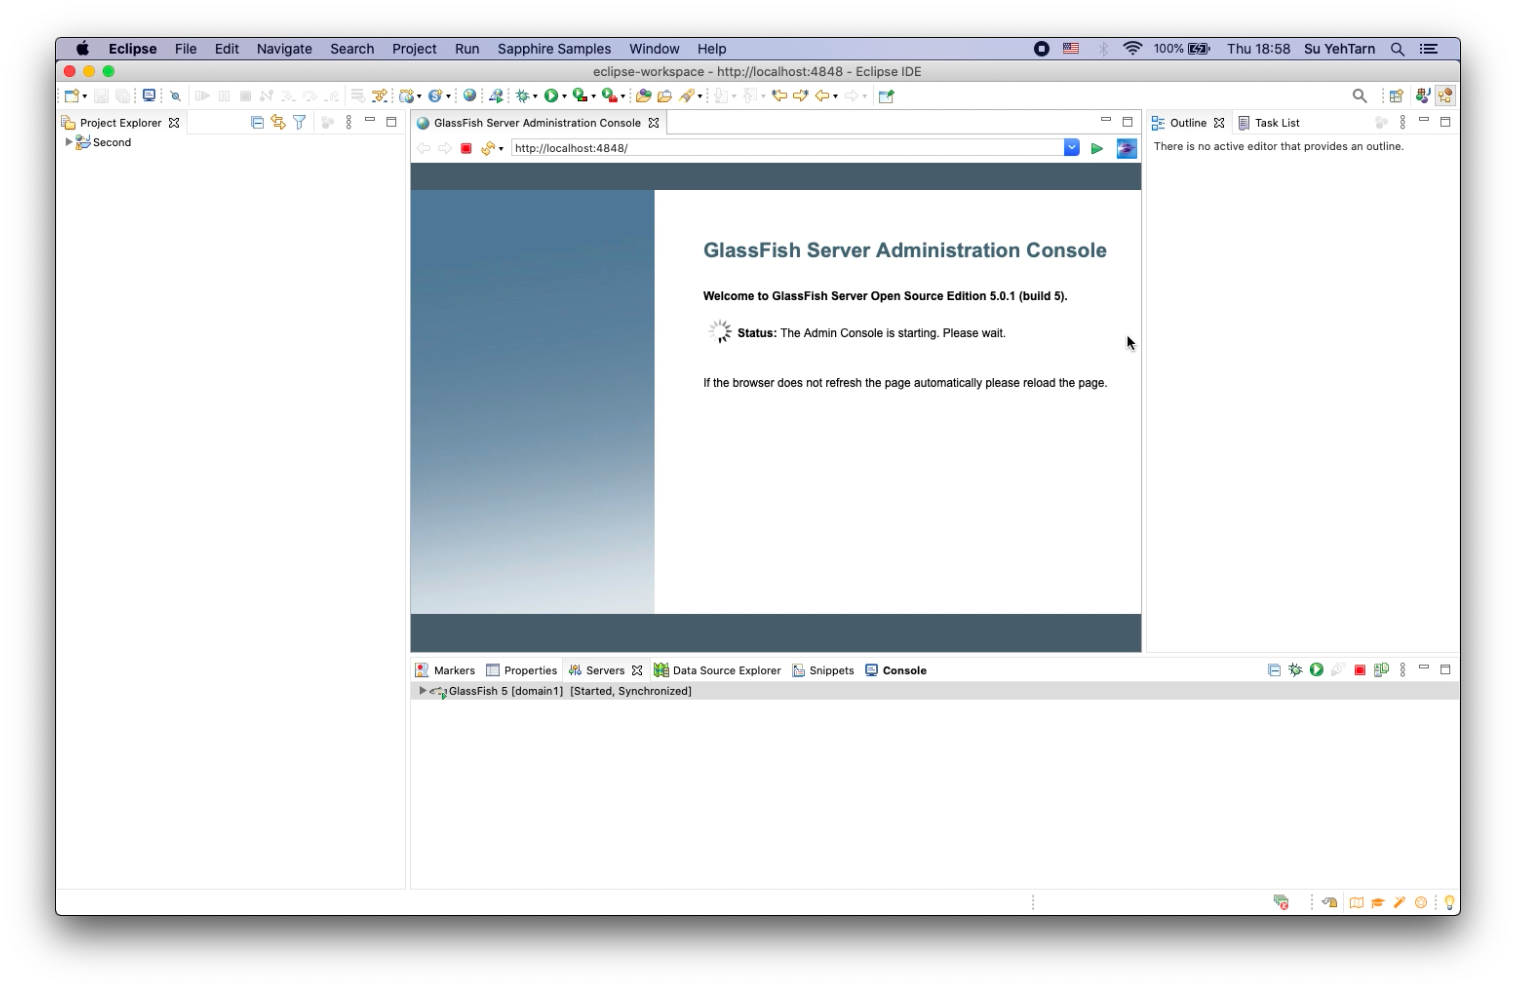 Eclipse File Edit Navigate Search Project Run Sapphire Samples Window Help 100% Thu 18:58 Su YehTarn
eclipse-workspace - http://localhost:4848 - Eclipse IDE
Project Explorer
Second
GlassFish Server Administration Console
http://localhost:4848/
GlassFish Server Administration Console
Welcome to GlassFish Server Open Source Edition 5.0.1 (build 5).
Status: The Admin Console is starting. Please wait.
If the browser does not refresh the page automatically please reload the page.
Outline Task List
There is no active editor that provides an outline.
Markers Properties Servers Data Source Explorer Snippets Console
GlassFish 5 [domain1] [Started, Synchronized]